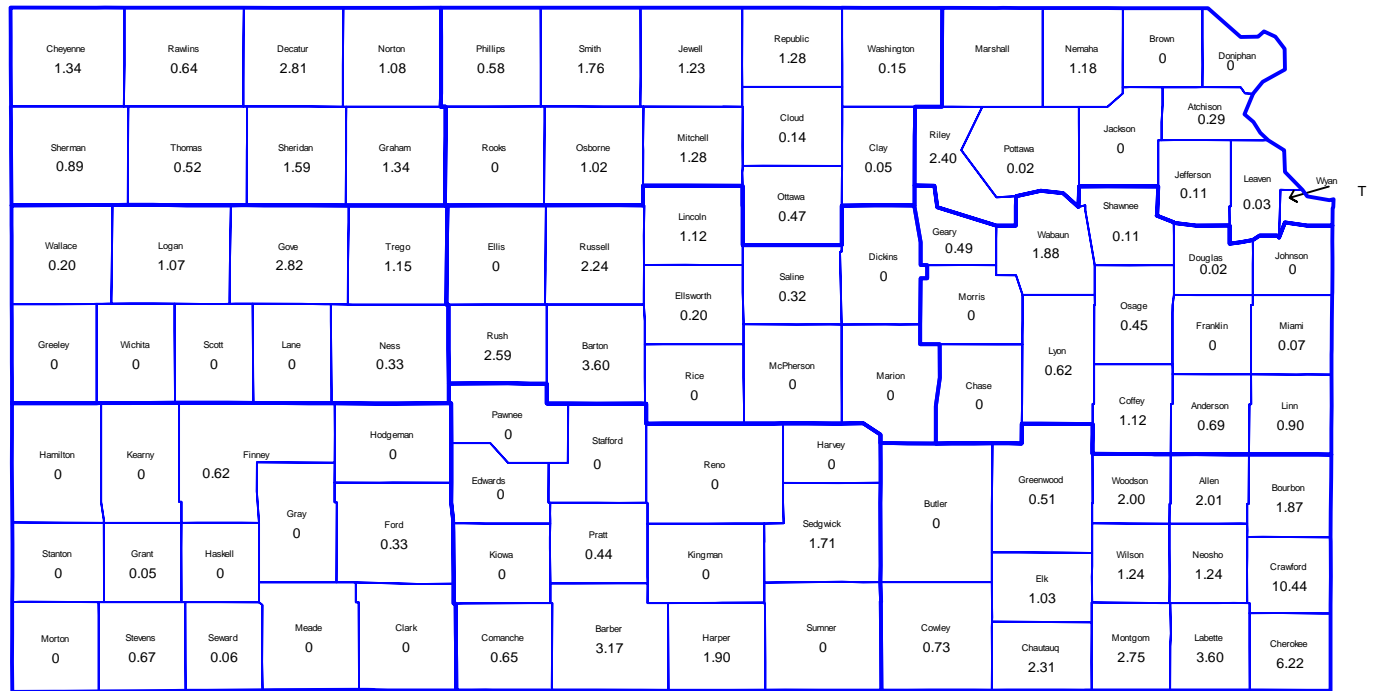 Cheyenne
1.34
Rawlins
0.64
Decatur
2.81
Norton
1.08
Phillips
0.58
Smith
1.76
Jewell
1.23
Republic
1.28
Washington
0.15
Marshall
Nemaha
1.18
Brown
0
Doniphan
0
Sherman
0.89
Thomas
0.52
Sheridan
1.59
Graham
1.34
Rooks
0
Osborne
1.02
Mitchell
1.28
Cloud
0.14
Clay
0.05
Riley
2.40
Pottawa
0.02
Jackson
0
Atchison
0.29
Jefferson
0.11
Leaven
0.03
Wyan
T
Ottawa
0.47
Wallace
0.20
Logan
1.07
Gove
2.82
Trego
1.15
Ellis
0
Russell
2.24
Lincoln
1.12
Saline
0.32
Dickins
0
Geary
0.49
Wabaun
1.88
Shawnee
0.11
Douglas
0.02
Johnson
0
Ellsworth
0.20
Morris
0
Osage
0.45
Franklin
0
Miami
0.07
Greeley
0
Wichita
0
Scott
0
Lane
0
Ness
0.33
Rush
2.59
Barton
3.60
Rice
0
McPherson
0
Marion
0
Chase
0
Lyon
0.62
Coffey
1.12
Anderson
0.69
Linn
0.90
Hamilton
0
Kearny
0
Finney
0.62
Hodgeman
0
Pawnee
0
Stafford
0
Edwards
0
Reno
0
Harvey
0
Butler
0
Greenwood
0.51
Woodson
2.00
Allen
2.01
Bourbon
1.87
Gray
0
Ford
0.33
Sedgwick
1.71
Stanton
0
Grant
0.05
Haskell
0
Kiowa
0
Pratt
0.44
Kingman
0
Elk
1.03
Wilson
1.24
Neosho
1.24
Crawford
10.44
Morton
0
Stevens
0.67
Seward
0.06
Meade
0
Clark
0
Comanche
0.65
Barber
3.17
Harper
1.90
Sumner
0
Cowley
0.73
Chautauq
2.31
Montgom
2.75
Labette
3.60
Cherokee
6.22